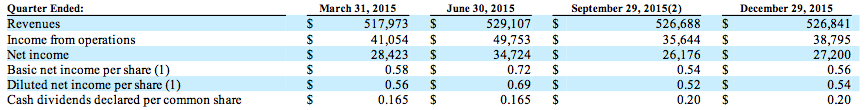 Quarter Ended: March 31, 2015 June 30, 2015 September 29, 2015(2) December 29, 2015
Revenues $ 517,973 $ 529,107 $ 526,688 $ 526,841
Income from operations $ 41,054 $ 49,753 $ 35,644 $ 38,795
Net income $ 28,423 $ 34,724 $ 26,176 $ 27,200
Basic net income per share (1) $ 0.58 $ 0.72 $ 0.54 $ 0.56
Diluted net income per share (1) $ 0.56 $ 0.69 $ 0.52 $ 0.54
Cash dividends declared per common share $ 0.165 $ 0.165 $ 0.20 $ 0.20